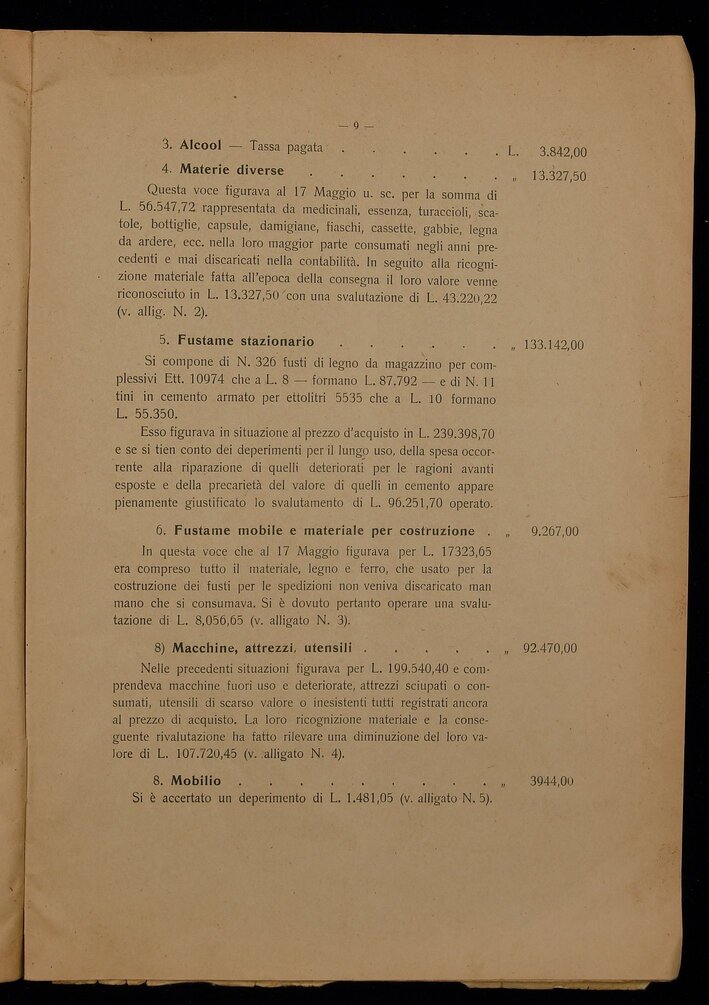 — 9 —
3. Alcool — Tassa pagata . . . . . . L. 3.842,00
4. Materie diverse . . . . . . . „ 13.327,50
Questa voce figurava al 17 Maggio u. sc. per la somma di
L. 56.547,72 rappresentata da medicinali, essenza, turaccioli, sca-
tole, bottiglie, capsule, damigiane, fiaschi, cassette, gabbie, legna
da ardere, ecc. nella loro maggior parte consumati negli anni pre-
cedenti e mai discaricati nella contabilità. In seguito alla ricogni-
zione materiale fatta all'epoca della consegna il loro valore venne
riconosciuto in L. 13.327,50 con una svalutazione di L. 43.220,22
(v. allig. N. 2).
5. Fustame stazionario . . . . . . „ 133.142,00
Si compone di N. 326 fusti di legno da magazzino per com-
plessivi Ett. 10974 che a L. 8 — formano L. 87.792 — e di N. 11
tini in cemento armato per ettolitri 5535 che a L. 10 formano
L. 55.350.
Esso figurava in situazione al prezzo d'acquisto in L. 239.398,70
e se si tien conto dei deperimenti per il lungo uso, della spesa occor-
rente alla riparazione di quelli deteriorati per le ragioni avanti
esposte e della precarietà del valore di quelli in cemento appare
pienamente giustificato lo svalutamento di L. 96.251,70 operato.
6. Fustame mobile e materiale per costruzione . „ 9.267,00
In questa voce che al 17 Maggio figurava per L. 17323,65
era compreso tutto il materiale, legno e ferro, che usato per la
costruzione dei fusti per le spedizioni non veniva discaricato man
mano che si consumava. Si è dovuto pertanto operare una svalu-
tazione di L. 8,056,65 (v. alligato N. 3).
8) Macchine, attrezzi, utensili . . . . . „ 92.470,00
Nelle precedenti situazioni figurava per L. 199.540,40 e com-
prendeva macchine fuori uso e deteriorate, attrezzi sciupati o con-
sumati, utensili di scarso valore o inesistenti tutti registrati ancora
al prezzo di acquisto. La loro ricognizione materiale e la conse-
guente rivalutazione ha fatto rilevare una diminuzione del loro va-
lore di L. 107.720,45 (v. alligato N. 4).
8. Mobilio . . . . . . . . . . „ 3944,00
Si è accertato un deperimento di L. 1.481,05 (v. alligato N. 5).